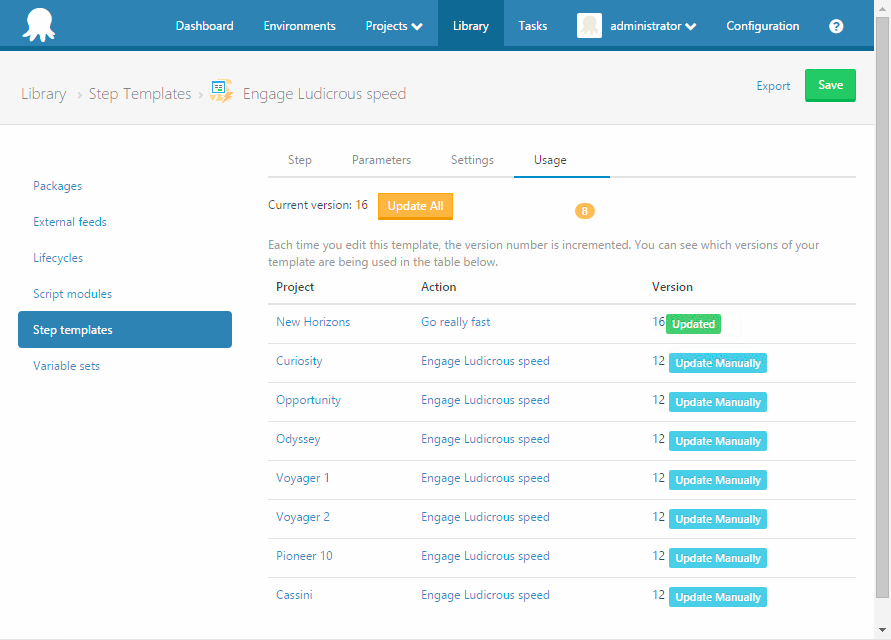 Dashboard Environments Projects Library Tasks administrator Configuration ?
Library › Step Templates › Engage Ludicrous speed Export Save
Step Parameters Settings Usage
Packages
External feeds
Lifecycles
Script modules
Step templates
Variable sets
Current version: 16 Update All 8
Each time you edit this template, the version number is incremented. You can see which versions of your
template are being used in the table below.
Project Action Version
New Horizons Go really fast 16 Updated
Curiosity Engage Ludicrous speed 12 Update Manually
Opportunity Engage Ludicrous speed 12 Update Manually
Odyssey Engage Ludicrous speed 12 Update Manually
Voyager 1 Engage Ludicrous speed 12 Update Manually
Voyager 2 Engage Ludicrous speed 12 Update Manually
Pioneer 10 Engage Ludicrous speed 12 Update Manually
Cassini Engage Ludicrous speed 12 Update Manually